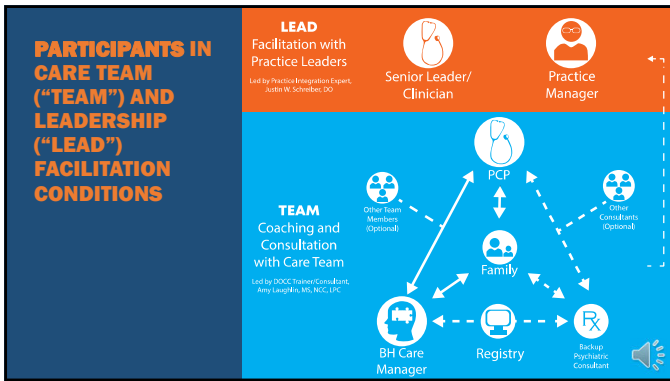 PARTICIPANTS IN
CARE TEAM
(“TEAM”) AND
LEADERSHIP
(“LEAD”)
FACILITATION
CONDITIONS
LEAD
Facilitation with
Practice Leaders
Led by Practice Integration Expert,
Justin W. Schreiber, DO
Senior Leader/
Clinician
Practice
Manager
TEAM
Coaching and
Consultation
with Care Team
Led by DOCC Trainer/Consultant,
Amy Laughlin, MS, NCC, LPC
PCP
Other Team
Members
(Optional)
Other
Consultants
(Optional)
Family
BH Care
Manager
Registry
Rx
Backup
Psychiatric
Consultant